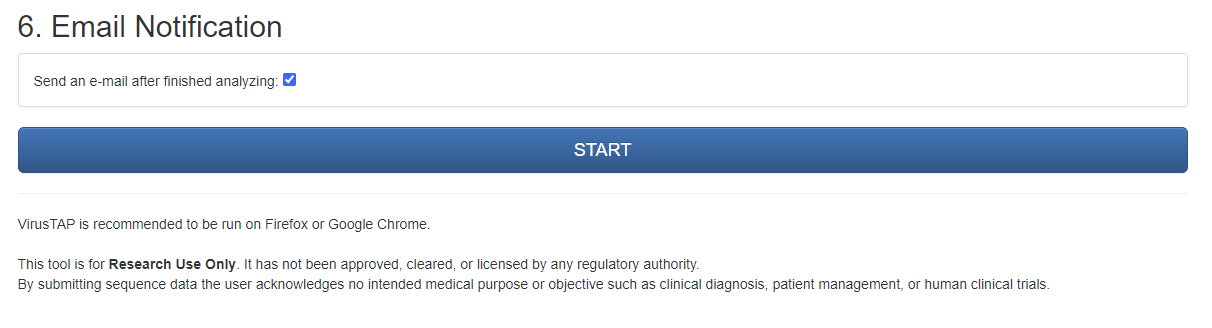 6. Email Notification
Send an e-mail after finished analyzing:
START
VirusTAP is recommended to be run on Firefox or Google Chrome.
This tool is for Research Use Only. It has not been approved, cleared, or licensed by any regulatory authority.
By submitting sequence data the user acknowledges no intended medical purpose or objective such as clinical diagnosis, patient management, or human clinical trials.